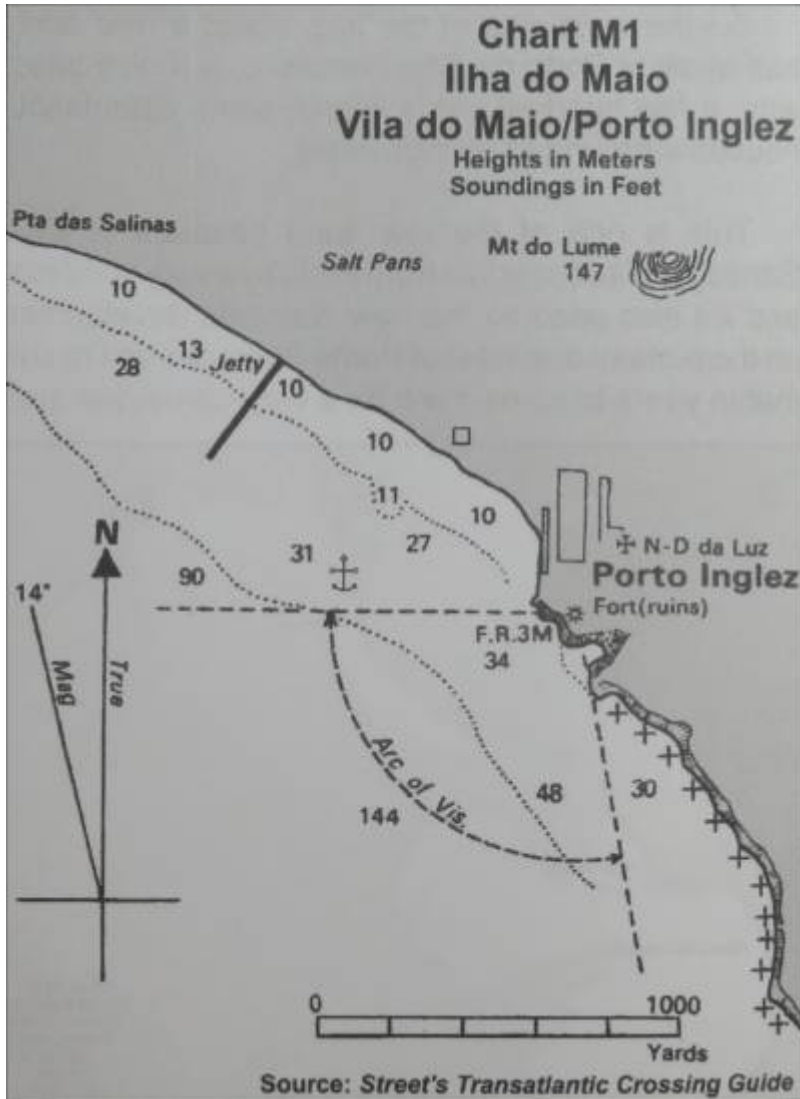 Chart M1
Ilha do Maio
Vila do Maio/Porto Inglez
Heights in Meters
Soundings in Feet
Pta das Salinas
Salt Pans
Mt do Lume
147
10
13
28
Jetty
10
10
11
10
27
31
90
N
14°
Mag
True
N-D da Luz
Porto Inglez
Fort(ruins)
F.R.3M
34
Arc of Vis.
144
48
30
0 1000
Yards
Source: Street's Transatlantic Crossing Guide